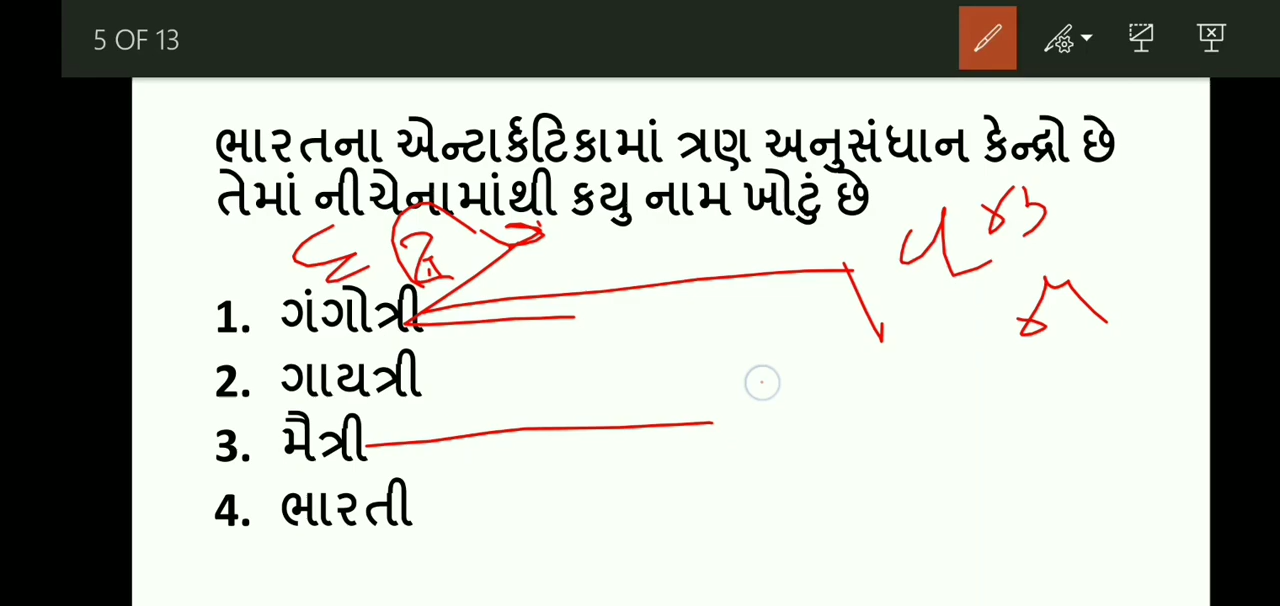 5 OF 13
ભારતના એન્ટાર્કટિકામાં ત્રણ અનુસંધાન કેન્દ્રો છે
તેમાં નીચેનામાંથી કયુ નામ ખોટું છે
1. ગંગોત્રી
2. ગાયત્રી
3. મૈત્રી
4. ભારતી